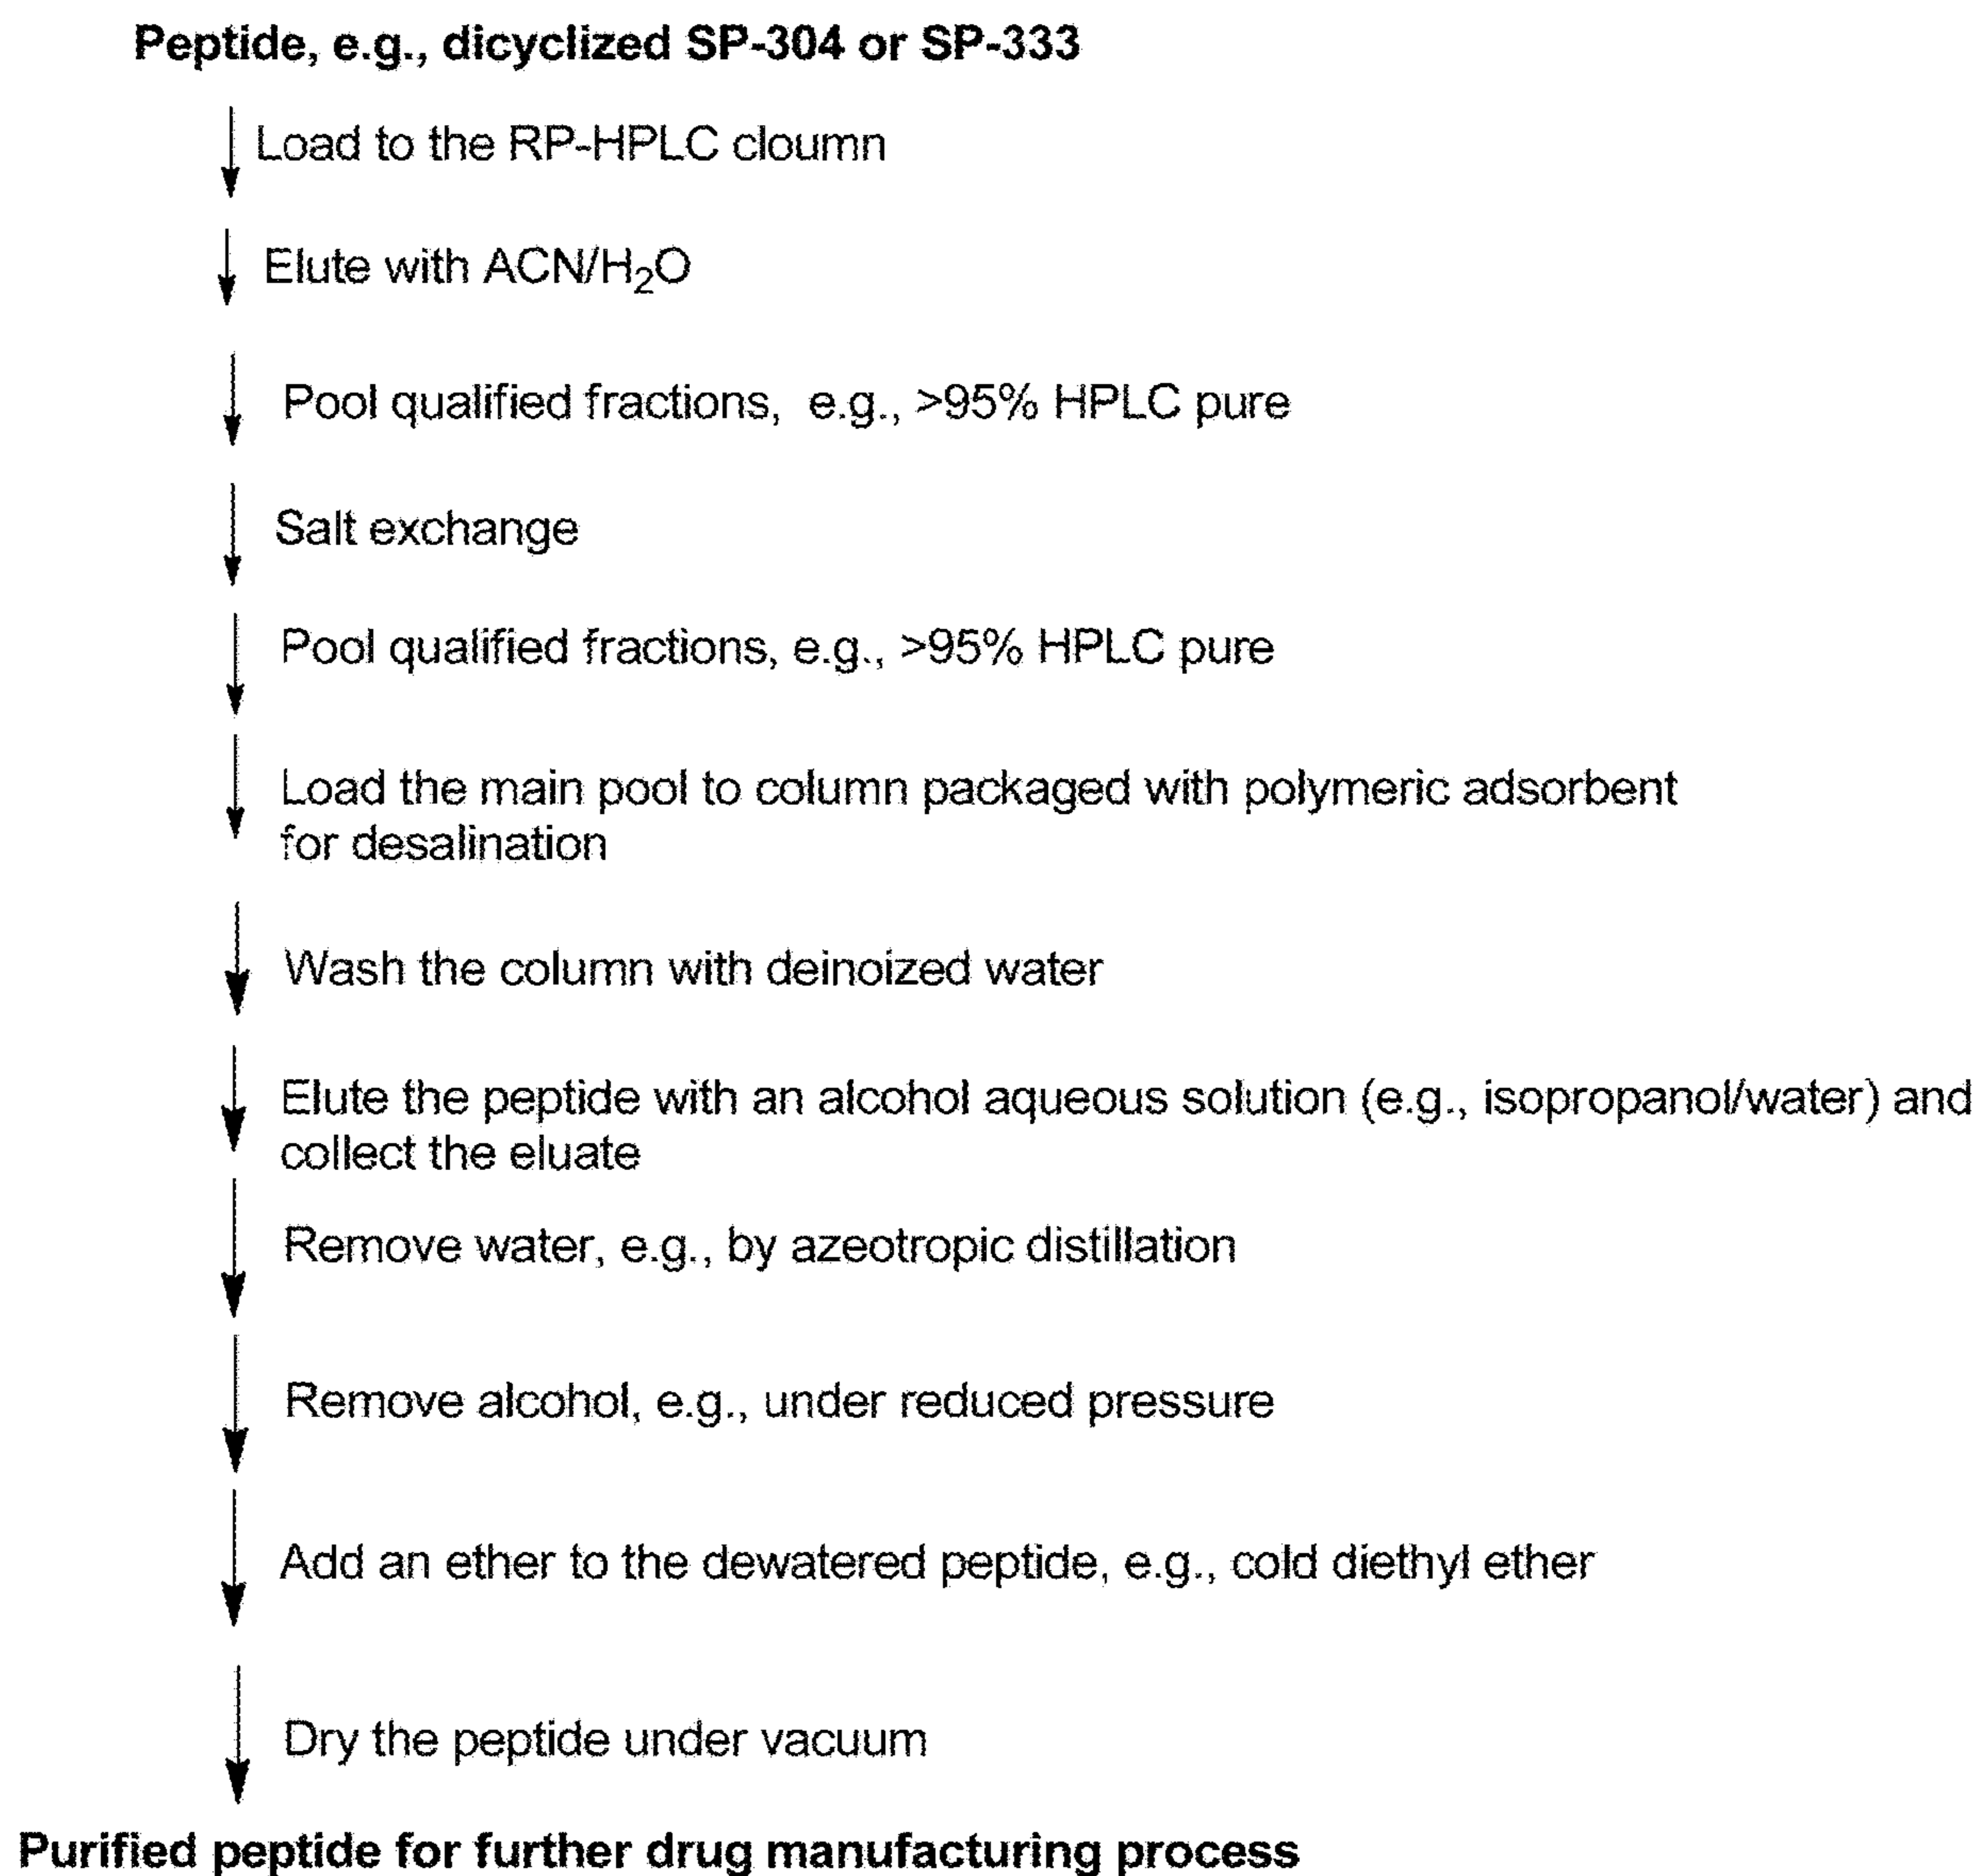 Peptide, e.g., dicyclized SP-304 or SP-333
Load to the RP-HPLC cloumn
Elute with ACN/H₂O
Pool qualified fractions, e.g., >95% HPLC pure
Salt exchange
Pool qualified fractions, e.g., >95% HPLC pure
Load the main pool to column packaged with polymeric adsorbent
for desalination
Wash the column with deinoized water
Elute the peptide with an alcohol aqueous solution (e.g., isopropanol/water) and
collect the eluate
Remove water, e.g., by azeotropic distillation
Remove alcohol, e.g., under reduced pressure
Add an ether to the dewatered peptide, e.g., cold diethyl ether
Dry the peptide under vacuum
Purified peptide for further drug manufacturing process